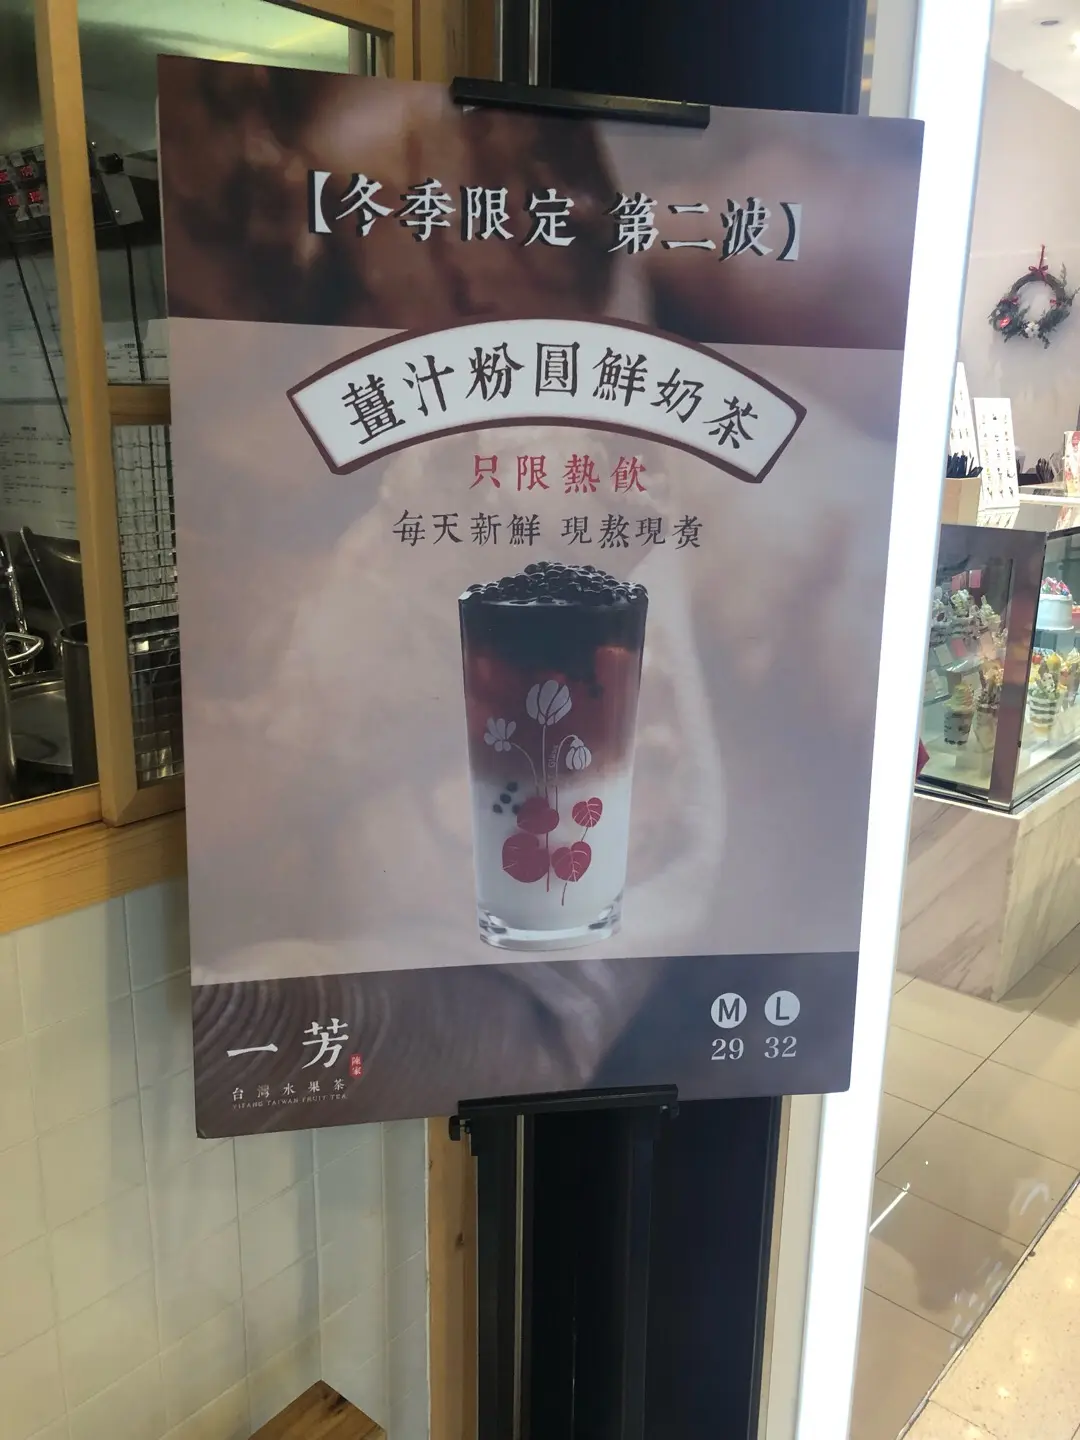 【冬季限定 第二波】
薑汁粉圓鮮奶茶
只限熱飲
每天新鮮 現熬現煲
一芳
陳家
台灣水果茶
YIFANG TAIWAN FRUIT TEA
M L
29 32